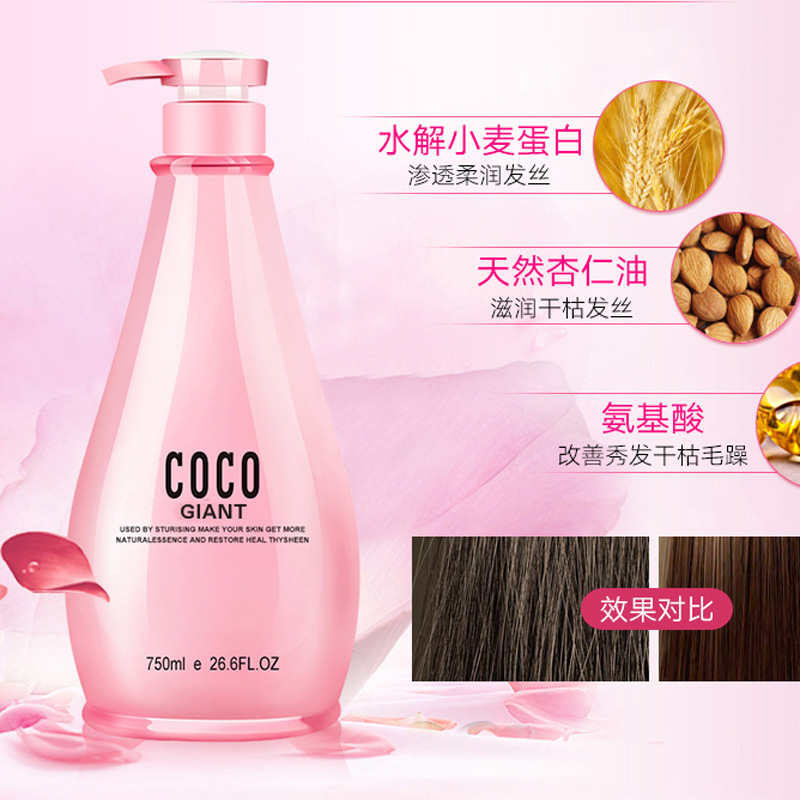 水解小麦蛋白
渗透柔润发丝
天然杏仁油
滋润干枯发丝
氨基酸
改善秀发干枯毛躁
COCO
GIANT
USED BY STURISING MAKE YOUR SKIN GET MORE
NATURALESSENCE AND RESTORE HEAL THYSHEEN
750ml e 26.6FL.OZ
效果对比